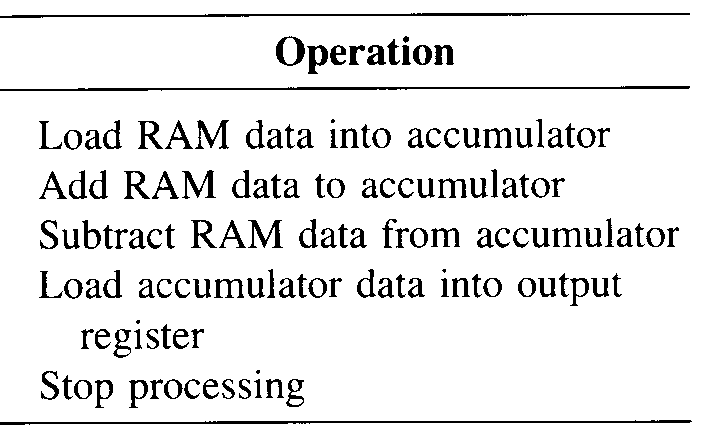 Operation
Load RAM data into accumulator
Add RAM data to accumulator
Subtract RAM data from accumulator
Load accumulator data into output
register
Stop processing